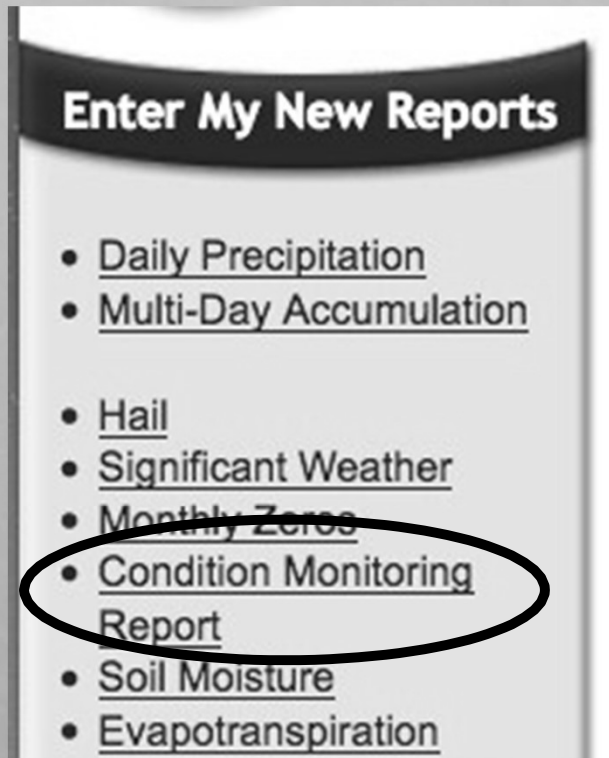 Enter My New Reports
• Daily Precipitation
• Multi-Day Accumulation
• Hail
• Significant Weather
• Monthly Zeros
• Condition Monitoring
Report
• Soil Moisture
• Evapotranspiration